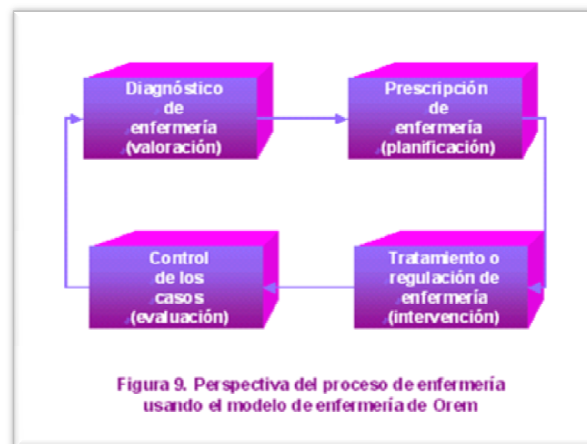 Diagnóstico
de
enfermería
(valoración)
Prescripción
de
enfermería
(planificación)
Control
de los
casos
(evaluación)
Tratamiento o
regulación de
enfermería
(intervención)
Figura 9. Perspectiva del proceso de enfermería
usando el modelo de enfermería de Orem